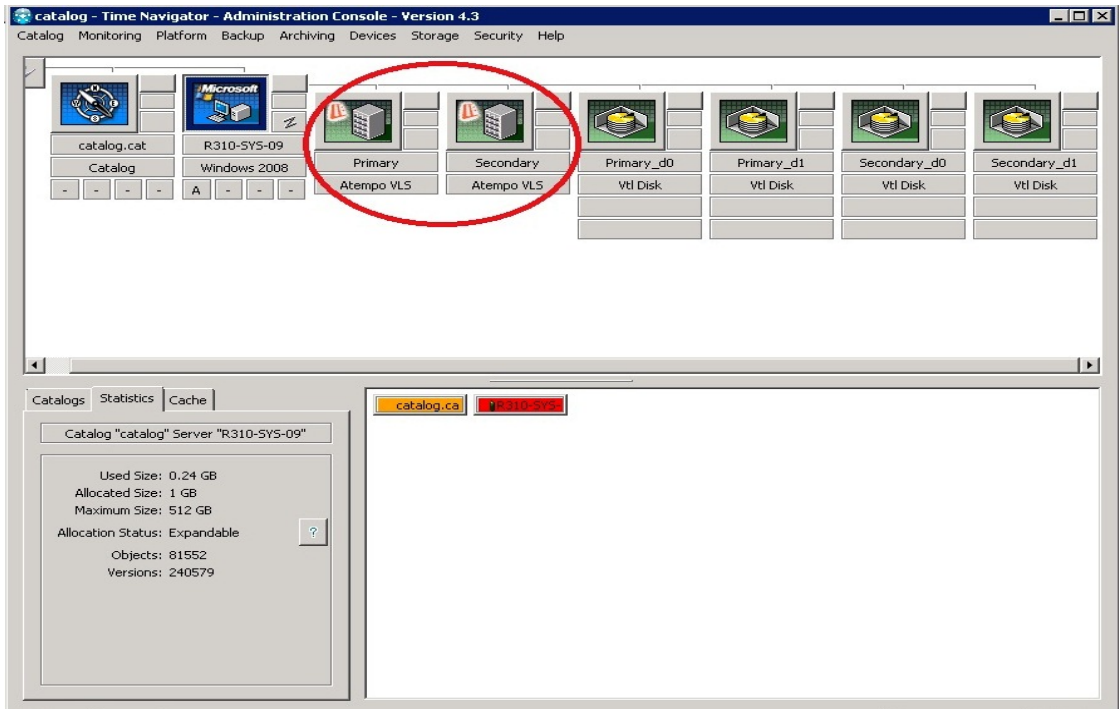 catalog - Time Navigator - Administration Console - Version 4.3
Catalog Monitoring Platform Backup Archiving Devices Storage Security Help
Microsoft
catalog.cat R310-SYS-09 Primary Secondary Primary_d0 Primary_d1 Secondary_d0 Secondary_d1
Catalog Windows 2008 Atempo VLS Atempo VLS Vtl Disk Vtl Disk Vtl Disk Vtl Disk
- - - - A - - -
Catalogs Statistics Cache
catalog.ca R310-SYS-
Catalog "catalog" Server "R310-SYS-09"
Used Size: 0.24 GB
Allocated Size: 1 GB
Maximum Size: 512 GB
Allocation Status: Expandable ?
Objects: 81552
Versions: 240579